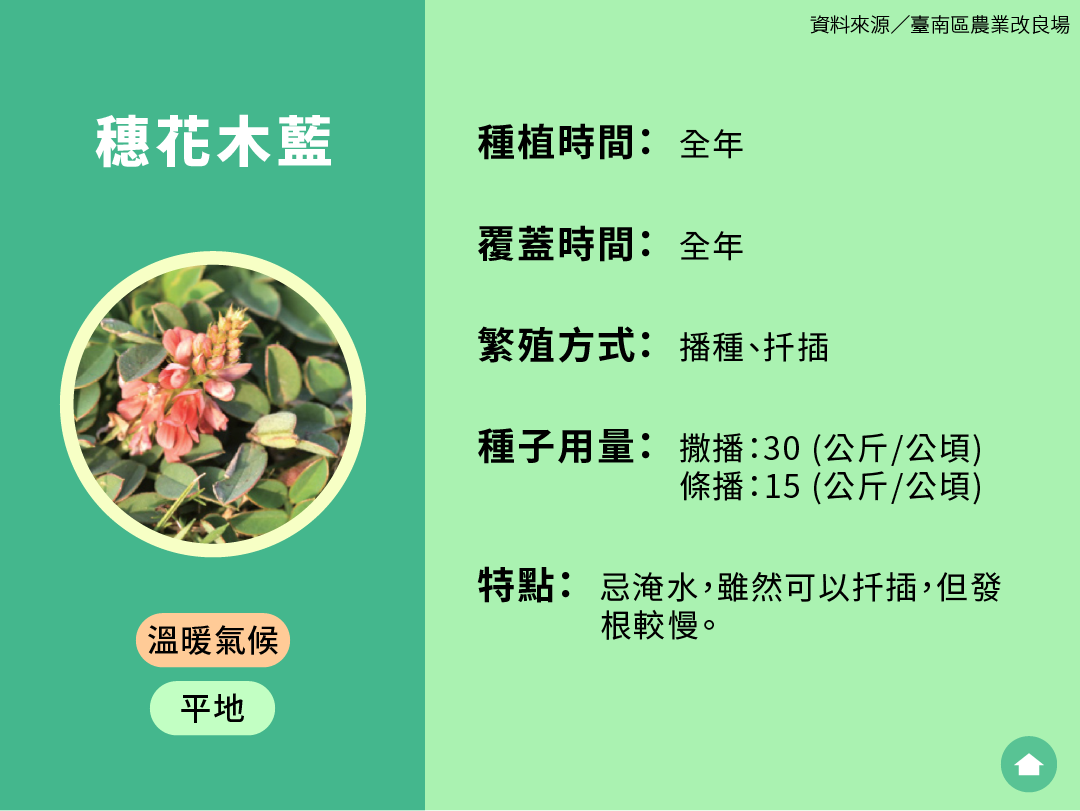 資料來源／臺南區農業改良場
穗花木藍
溫暖氣候
平地
種植時間：全年
覆蓋時間：全年
繁殖方式：播種、扦插
種子用量：撒播：30 (公斤/公頃)
條播：15 (公斤/公頃)
特點：忌淹水，雖然可以扦插，但發
根較慢。